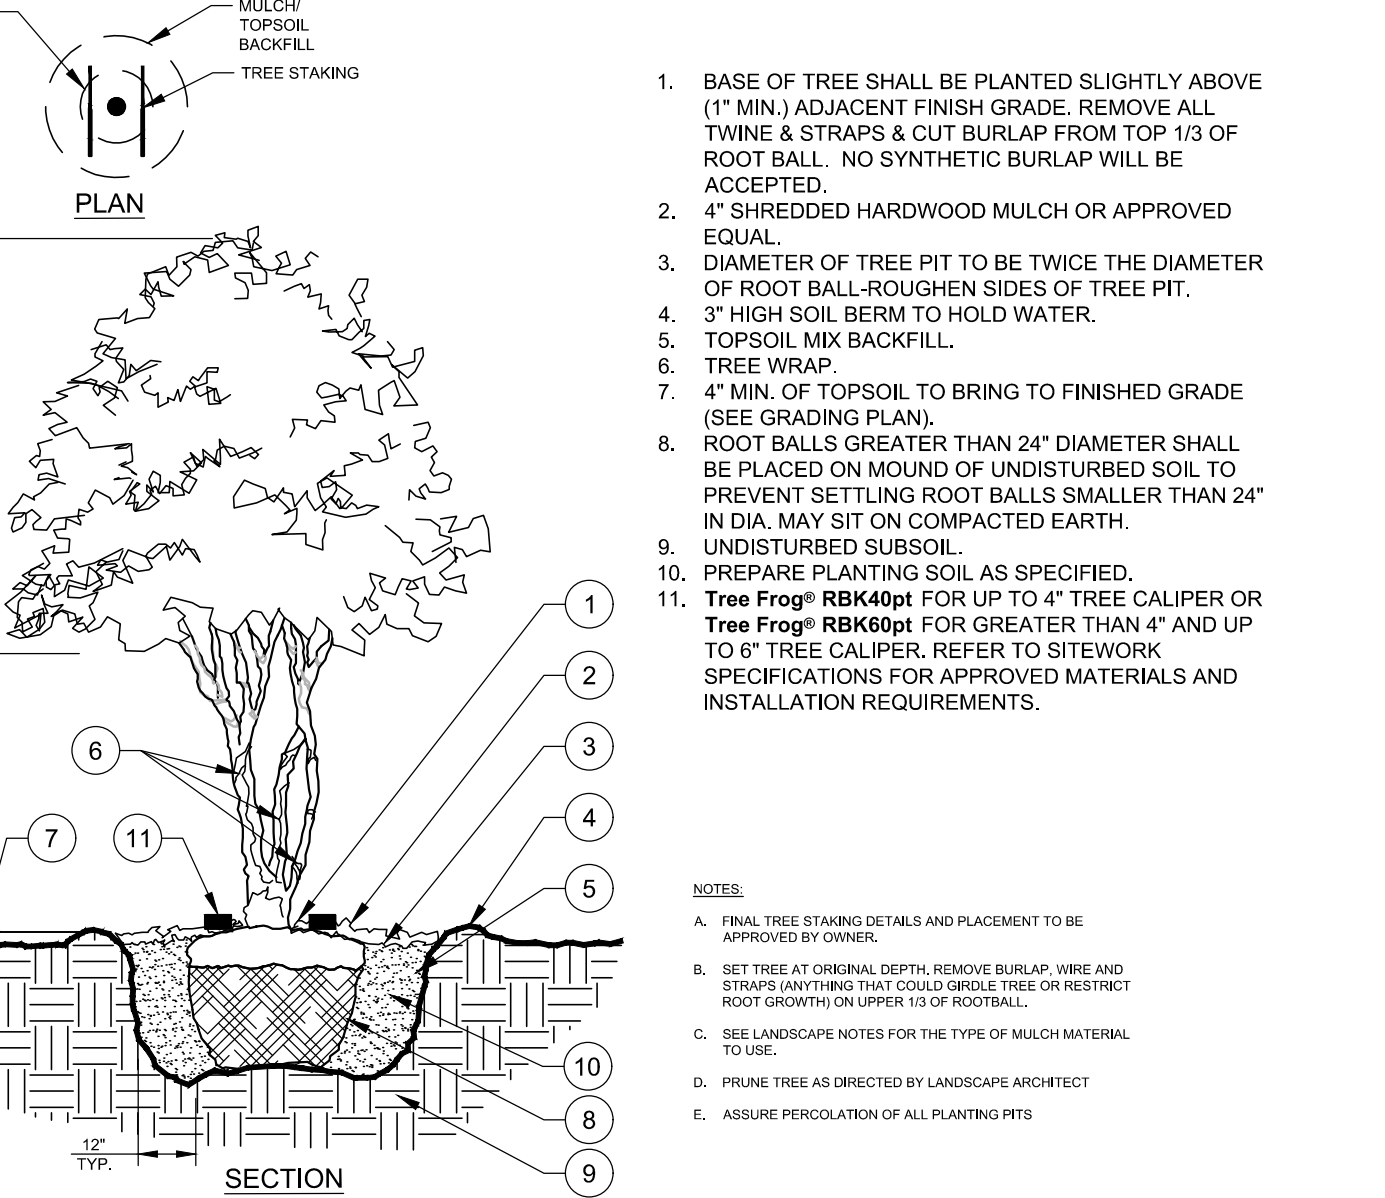 MULCH/
TOPSOIL
BACKFILL
TREE STAKING
PLAN
1. BASE OF TREE SHALL BE PLANTED SLIGHTLY ABOVE
(1" MIN.) ADJACENT FINISH GRADE. REMOVE ALL
TWINE & STRAPS & CUT BURLAP FROM TOP 1/3 OF
ROOT BALL. NO SYNTHETIC BURLAP WILL BE
ACCEPTED.
2. 4" SHREDDED HARDWOOD MULCH OR APPROVED
EQUAL.
3. DIAMETER OF TREE PIT TO BE TWICE THE DIAMETER
OF ROOT BALL-ROUGHEN SIDES OF TREE PIT.
4. 3" HIGH SOIL BERM TO HOLD WATER.
5. TOPSOIL MIX BACKFILL.
6. TREE WRAP.
7. 4" MIN. OF TOPSOIL TO BRING TO FINISHED GRADE
(SEE GRADING PLAN).
8. ROOT BALLS GREATER THAN 24" DIAMETER SHALL
BE PLACED ON MOUND OF UNDISTURBED SOIL TO
PREVENT SETTLING ROOT BALLS SMALLER THAN 24"
IN DIA. MAY SIT ON COMPACTED EARTH.
9. UNDISTURBED SUBSOIL.
10. PREPARE PLANTING SOIL AS SPECIFIED.
11. Tree Frog® RBK40pt FOR UP TO 4" TREE CALIPER OR
Tree Frog® RBK60pt FOR GREATER THAN 4" AND UP
TO 6" TREE CALIPER. REFER TO SITEWORK
SPECIFICATIONS FOR APPROVED MATERIALS AND
INSTALLATION REQUIREMENTS.
1
2
3
6
4
7
11
5
10
8
9
12"
TYP.
SECTION
NOTES:
A. FINAL TREE STAKING DETAILS AND PLACEMENT TO BE
APPROVED BY OWNER.
B. SET TREE AT ORIGINAL DEPTH. REMOVE BURLAP, WIRE AND
STRAPS (ANYTHING THAT COULD GIRDLE TREE OR RESTRICT
ROOT GROWTH) ON UPPER 1/3 OF ROOTBALL.
C. SEE LANDSCAPE NOTES FOR THE TYPE OF MULCH MATERIAL
TO USE.
D. PRUNE TREE AS DIRECTED BY LANDSCAPE ARCHITECT
E. ASSURE PERCOLATION OF ALL PLANTING PITS